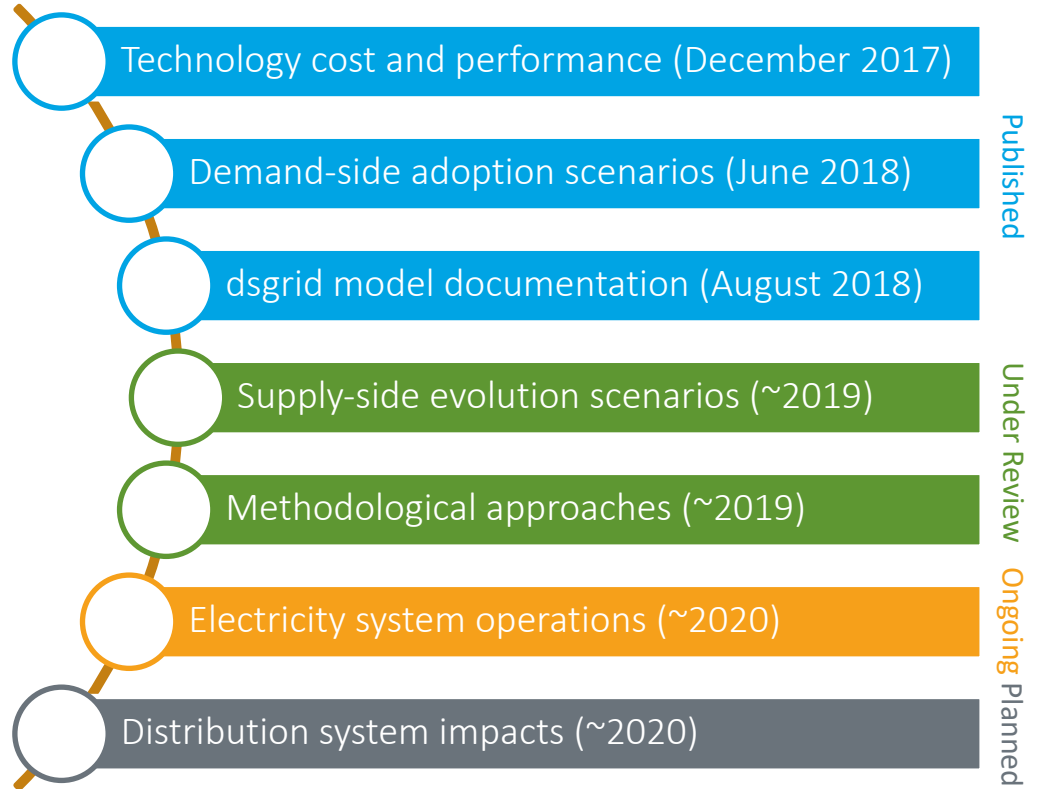 Technology cost and performance (December 2017)
Demand-side adoption scenarios (June 2018)
dsgrid model documentation (August 2018)
Published
Supply-side evolution scenarios (~2019)
Methodological approaches (~2019)
Under Review
Electricity system operations (~2020)
Ongoing
Distribution system impacts (~2020)
Planned